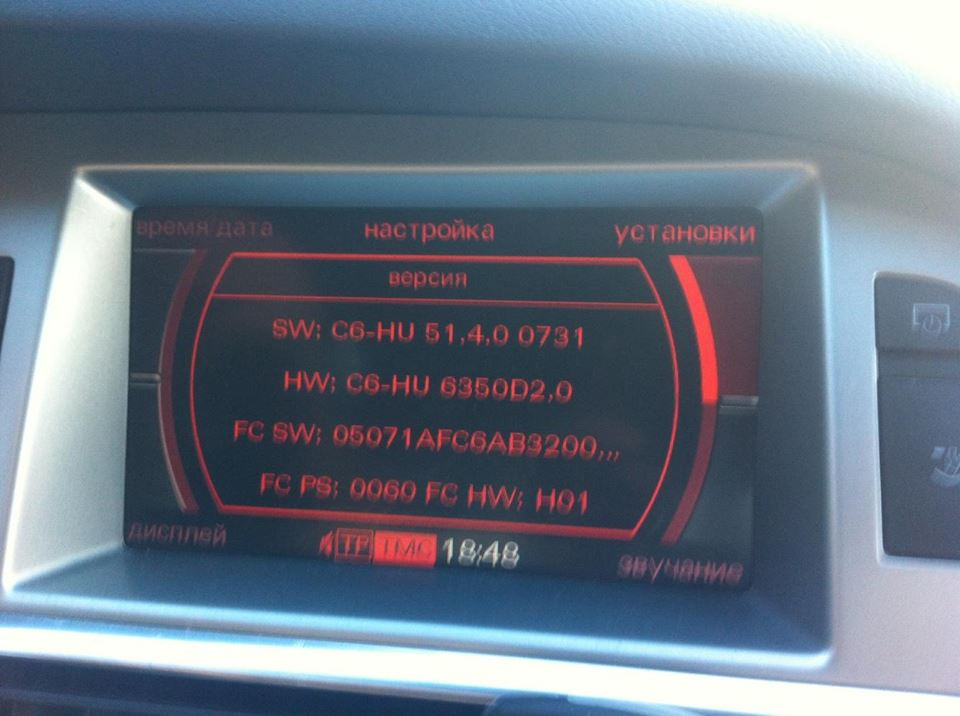 время/дата настройка установки
версия
SW: C6-HU 51.4.0 0731
HW: C6-HU 6350D2.0
FC SW: 05071AFC6AB3200...
FC PS: 0060 FC HW: H01
дисплей TP TMC 18:48 звучание